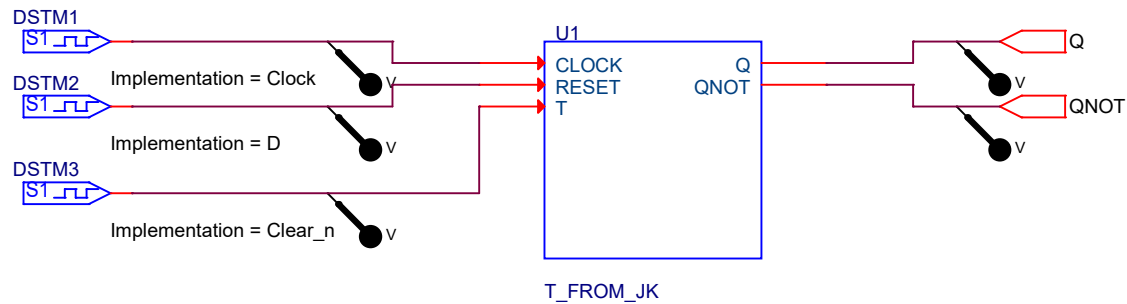 DSTM1
S1
Implementation = Clock
V
DSTM2
S1
Implementation = D
V
DSTM3
S1
Implementation = Clear_n
V
U1
CLOCK
RESET
T
Q
QNOT
T_FROM_JK
Q
V
QNOT
V